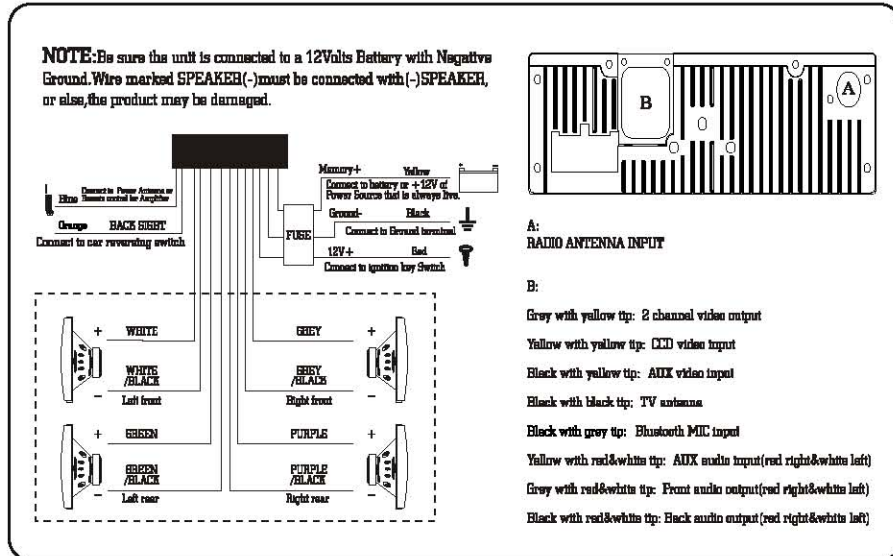 NOTE:Be sure the unit is connected to a 12Volts Battery with Negative
Ground.Wire marked SPEAKER(-)must be connected with(-)SPEAKER,
or else,the product may be damaged.
Blue
Connect to Power Antenna or
Remote control for Amplifier
Orange BACK SIGHT
Connect to car reversing switch
FUSE
Memory+ Yellow
Connect to battery or +12V of
Power Source that is always live.
Ground- Black
Connect to Ground terminal
12V+ Red
Connect to ignition key Switch
+ WHITE
WHITE
/BLACK
-
Left front
GREY +
GREY
/BLACK
-
Right front
+ GREEN
GREEN
/BLACK
-
Left rear
PURPLE +
PURPLE
/BLACK
-
Right rear
B
A
A:
RADIO ANTENNA INPUT
B:
Grey with yellow tip: 2 channel video output
Yellow with yellow tip: CCD video input
Black with yellow tip: AUX video input
Black with black tip; TV antenna
Black with grey tip: Bluetooth MIC input
Yellow with red&white tip: AUX audio input(red right&white left)
Grey with red&white tip: Front audio output(red right&white left)
Black with red&white tip: Back audio output(red right&white left)